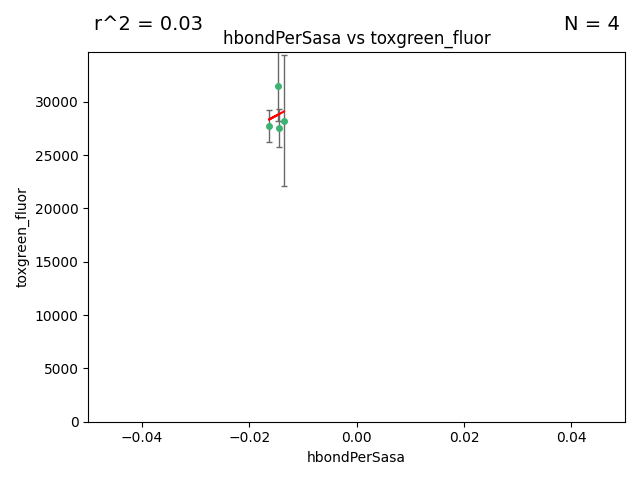 r^2 = 0.03
N = 4
hbondPerSasa vs toxgreen_fluor
30000
25000
20000
15000
10000
5000
0
toxgreen_fluor
−0.04
−0.02
0.00
0.02
0.04
hbondPerSasa